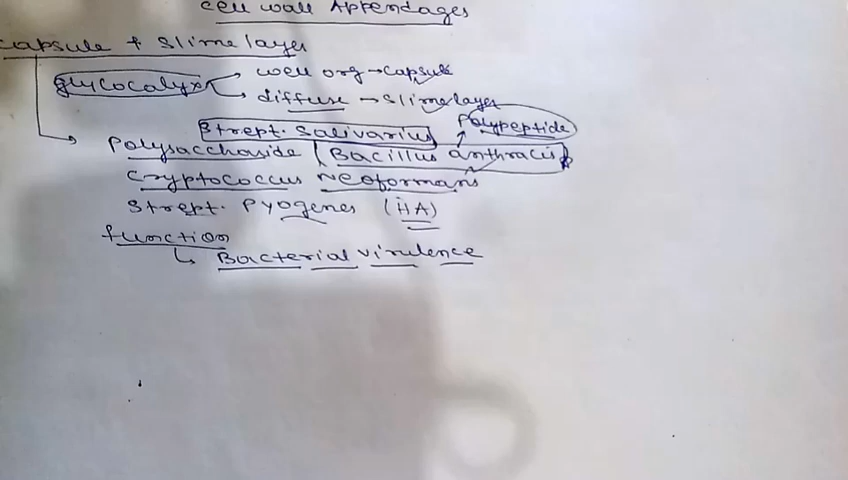 Cell wall Appendages
Capsule + Slime layer
glycocalyx → well org → capsule
→ diffuse → slime layer
Strept. Salivarius Polypeptide
Polysaccharide (Bacillus anthracis)
Cryptococcus neoformans
Strept. Pyogenes (HA)
function
↳ Bacterial virulence